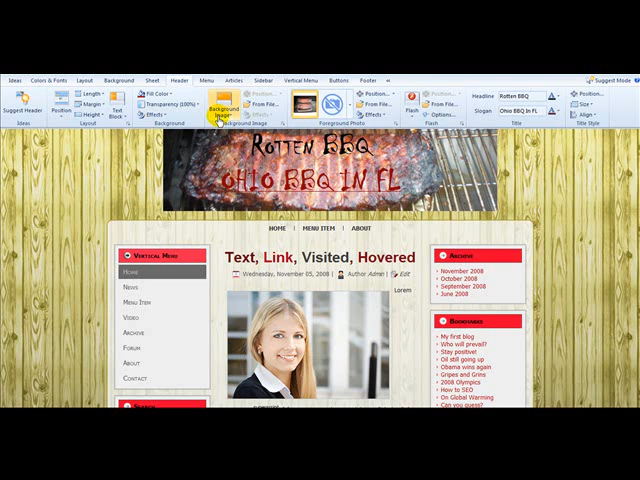 Ideas Colors & Fonts Layout Background Sheet Header Menu Articles Sidebar Vertical Menu Buttons Footer Suggest Mode
Suggest Header
Ideas
Position
Length
Margin
Height
Text Block
Layout
Fill Color
Transparency (100%)
Effects
Background
Background Image
Position...
From File...
Effects
Background Image
Position...
From File...
Effects
Foreground Photo
Flash
Position...
From File...
Options...
Flash
Headline Rotten BBQ
Slogan Ohio BBQ In FL
Title
Position...
Size
Align
Title Style
Rotten BBQ
OHIO BBQ IN FL
HOME | MENU ITEM | ABOUT
Vertical Menu
Home
News
Menu Item
Video
Archive
Forum
About
Contact
Search
Text, Link, Visited, Hovered
Wednesday, November 05, 2008 | Author Admin | Edit
Lorem
Archive
November 2008
October 2008
September 2008
June 2008
Bookmarks
My first blog
Who will prevail?
Stay positive!
Oil still going up
Obama wins again
Gripes and Grins
2008 Olympics
How to SEO
On Global Warming
Can you guess?